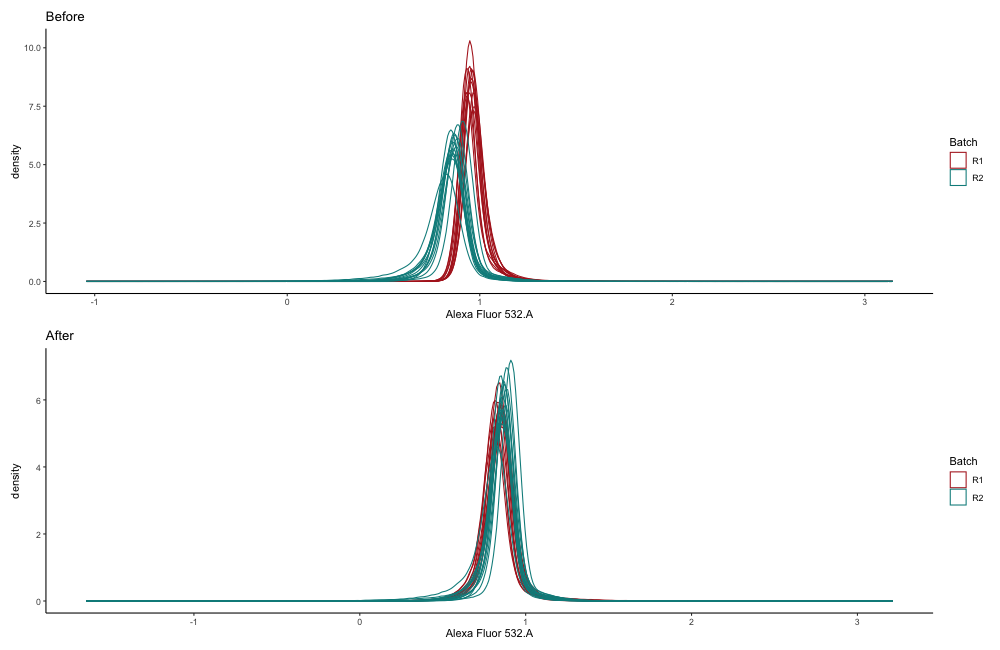 Before
10.0
7.5
5.0
2.5
0.0
density
-1 0 1 2 3
Alexa Fluor 532.A
Batch
R1
R2
After
6
4
2
0
density
-1 0 1 2 3
Alexa Fluor 532.A
Batch
R1
R2